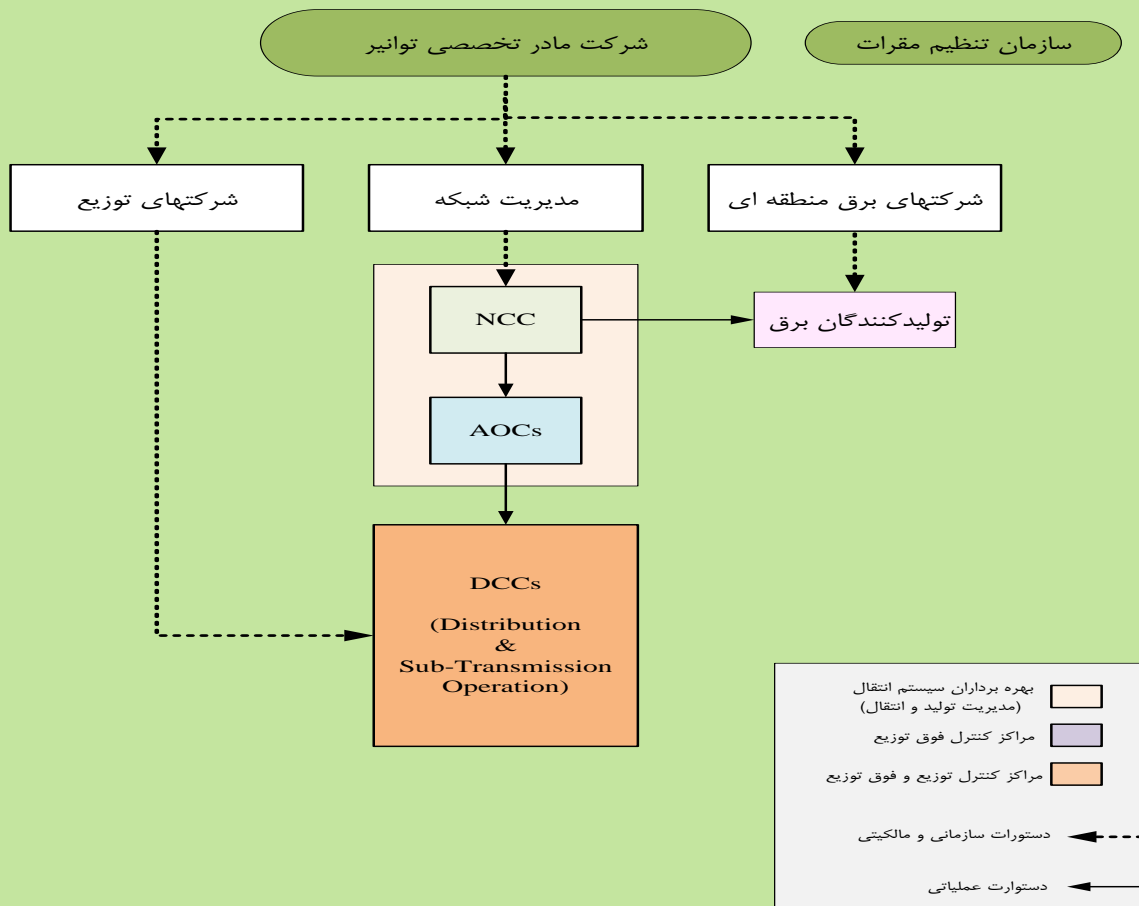 شرکت مادر تخصصی توانیر
سازمان تنظیم مقرات
شرکتهای توزیع
مدیریت شبکه
شرکتهای برق منطقه ای
NCC
تولیدکنندگان برق
AOCs
DCCs
(Distribution
&
Sub-Transmission
Operation)
بهره برداران سیستم انتقال
(مدیریت تولید و انتقال)
مراکز کنترل فوق توزیع
مراکز کنترل توزیع و فوق توزیع
دستورات سازمانی و مالکیتی
دستوارت عملیاتی